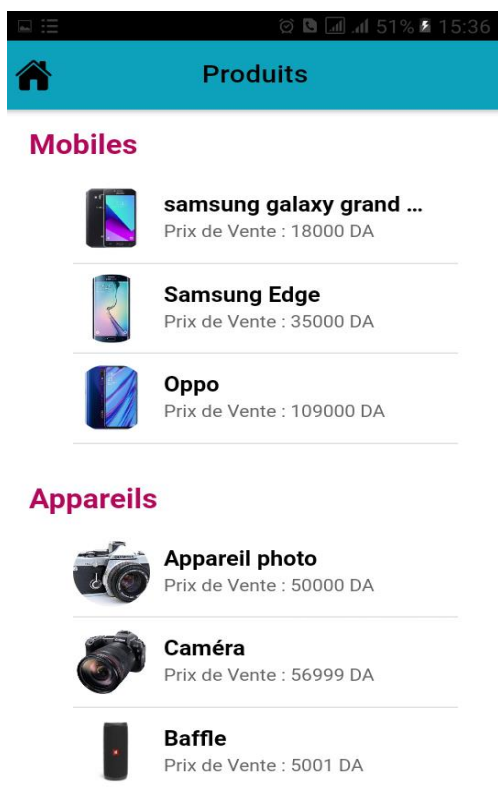 51% 15:36
Produits
Mobiles
samsung galaxy grand ...
Prix de Vente : 18000 DA
Samsung Edge
Prix de Vente : 35000 DA
Oppo
Prix de Vente : 109000 DA
Appareils
Appareil photo
Prix de Vente : 50000 DA
Caméra
Prix de Vente : 56999 DA
Baffle
Prix de Vente : 5001 DA